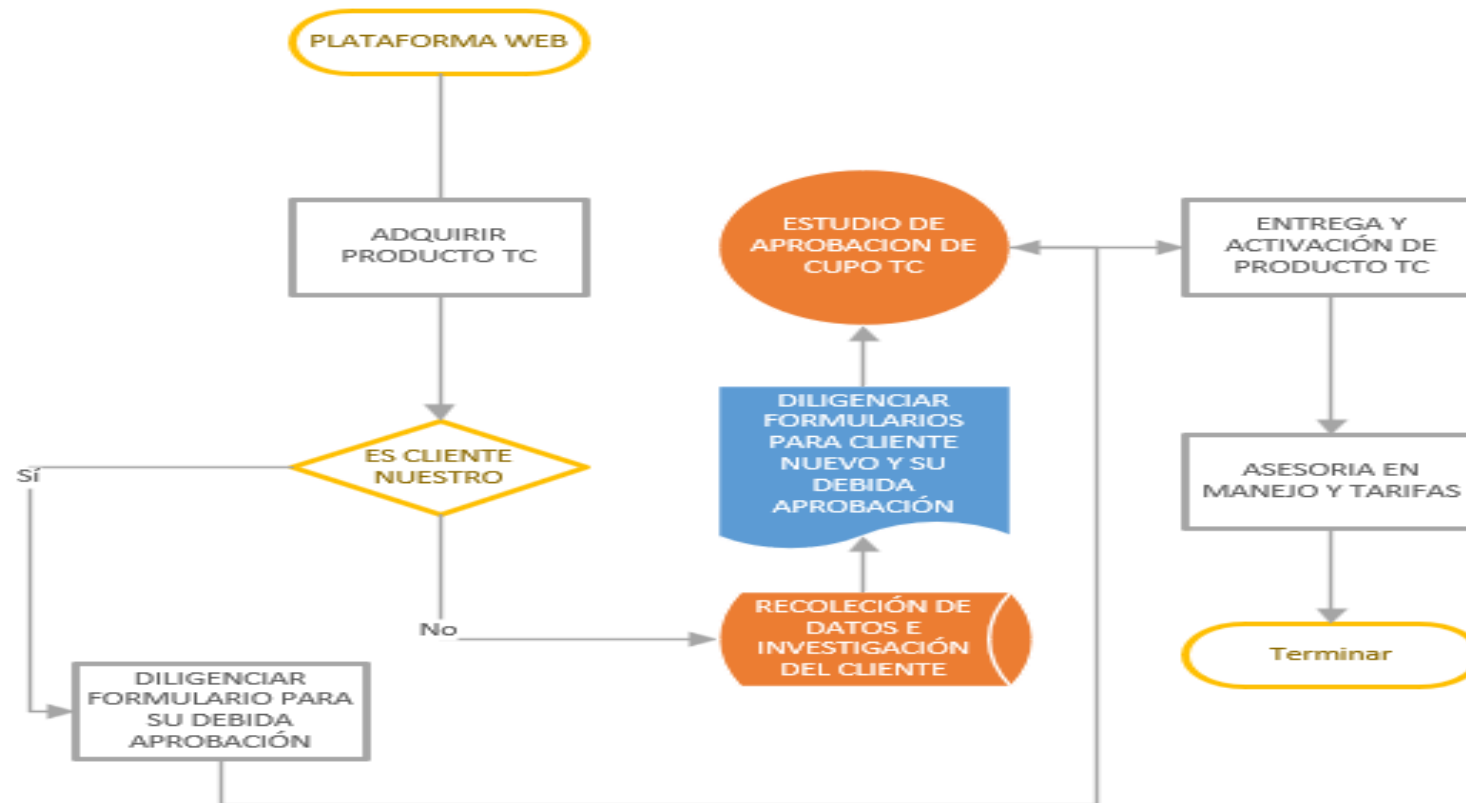 PLATAFORMA WEB
ADQUIRIR
PRODUCTO TC
ES CLIENTE
NUESTRO
Sí
No
DILIGENCIAR
FORMULARIO PARA
SU DEBIDA
APROBACIÓN
ESTUDIO DE
APROBACION DE
CUPO TC
DILIGENCIAR
FORMULARIOS
PARA CLIENTE
NUEVO Y SU
DEBIDA
APROBACIÓN
RECOLECIÓN DE
DATOS E
INVESTIGACIÓN
DEL CLIENTE
ENTREGA Y
ACTIVACIÓN DE
PRODUCTO TC
ASESORIA EN
MANEJO Y TARIFAS
Terminar